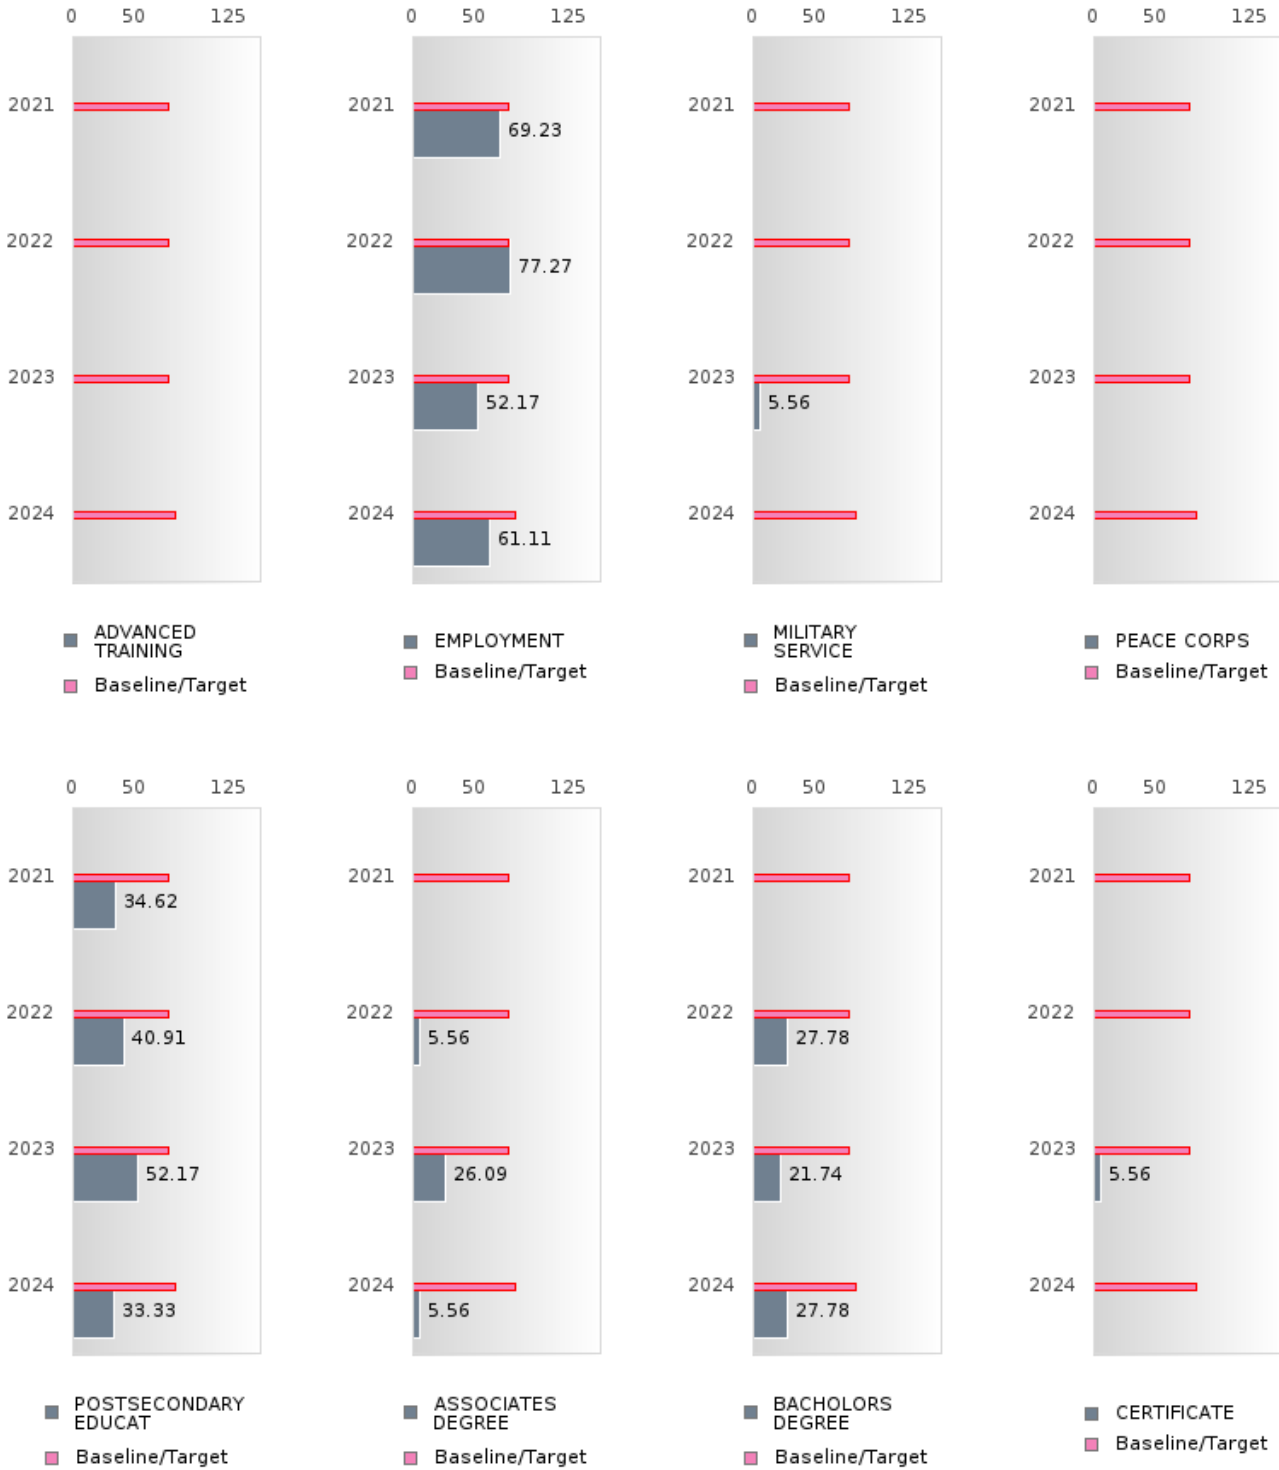 0 50 125
2021
2022
2023
2024
ADVANCED
TRAINING
Baseline/Target
0 50 125
2021
69.23
2022
77.27
2023
52.17
2024
61.11
EMPLOYMENT
Baseline/Target
0 50 125
2021
2022
2023
5.56
2024
MILITARY
SERVICE
Baseline/Target
0 50 125
2021
2022
2023
2024
PEACE CORPS
Baseline/Target
0 50 125
2021
34.62
2022
40.91
2023
52.17
2024
33.33
POSTSECONDARY
EDUCAT
Baseline/Target
0 50 125
2021
2022
5.56
2023
26.09
2024
5.56
ASSOCIATES
DEGREE
Baseline/Target
0 50 125
2021
2022
27.78
2023
21.74
2024
27.78
BACHOLORS
DEGREE
Baseline/Target
0 50 125
2021
2022
2023
5.56
2024
CERTIFICATE
Baseline/Target